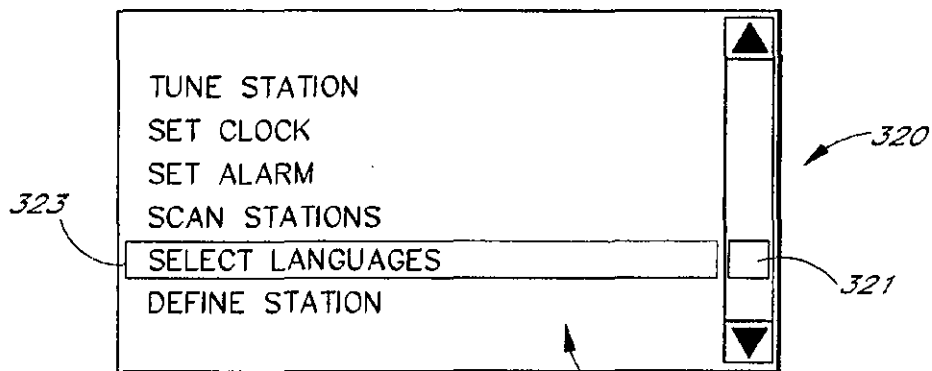 TUNE STATION
SET CLOCK
SET ALARM
SCAN STATIONS
SELECT LANGUAGES
DEFINE STATION
320
323
321